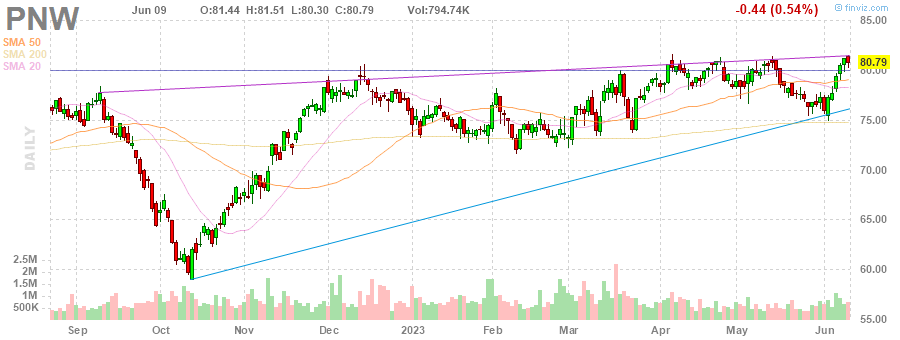 PNW Jun 09 O:81.44 H:81.51 L:80.30 C:80.79 Vol:794.74K -0.44 (0.54%) finviz.com
85.00
SMA 50
SMA 200
SMA 20
80.79
80.00
75.00
DAILY
70.00
65.00
2.5M
2M
1.5M
1M
500K
60.00
55.00
Sep Oct Nov Dec 2023 Feb Mar Apr May Jun